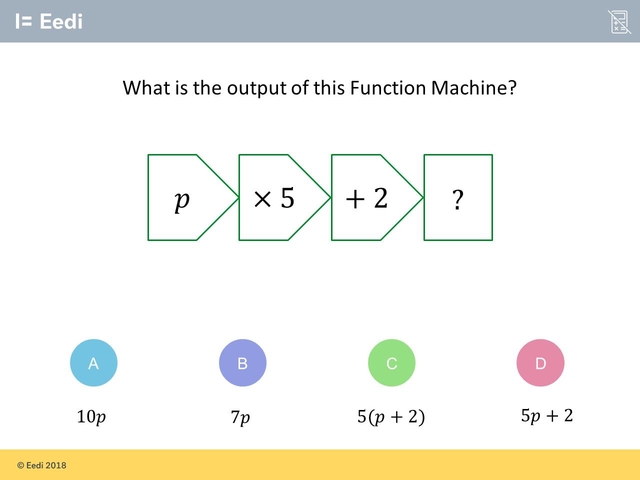 I= Eedi
What is the output of this Function Machine?
p × 5 + 2 ?
A B C D
10p 7p 5(p + 2) 5p + 2
© Eedi 2018